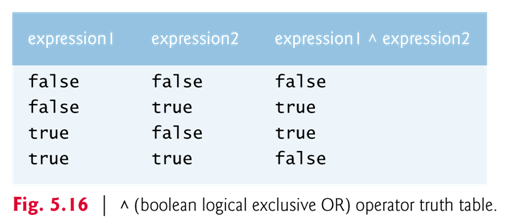 expression1 expression2 expression1 ^ expression2
false false false
false true true
true false true
true true false
Fig. 5.16 | ^ (boolean logical exclusive OR) operator truth table.